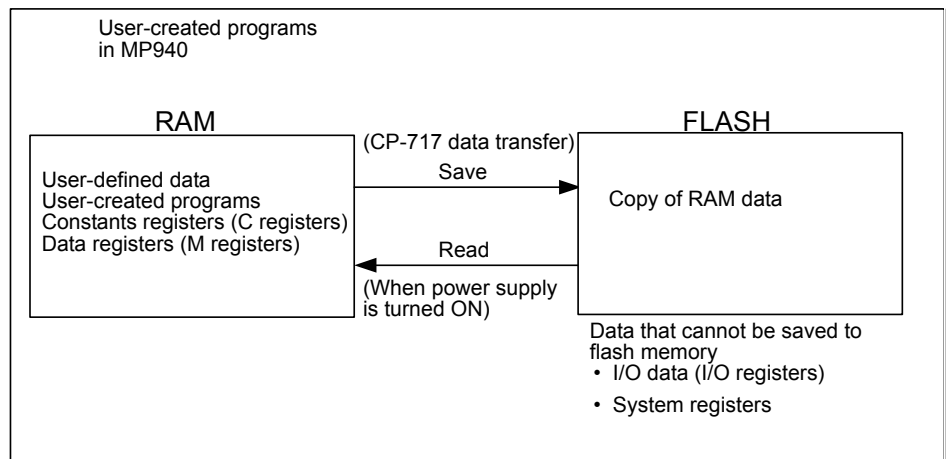 User-created programs
in MP940
RAM
FLASH
(CP-717 data transfer)
Save
User-defined data
User-created programs
Constants registers (C registers)
Data registers (M registers)
Copy of RAM data
Read
(When power supply
is turned ON)
Data that cannot be saved to
flash memory
• I/O data (I/O registers)
• System registers